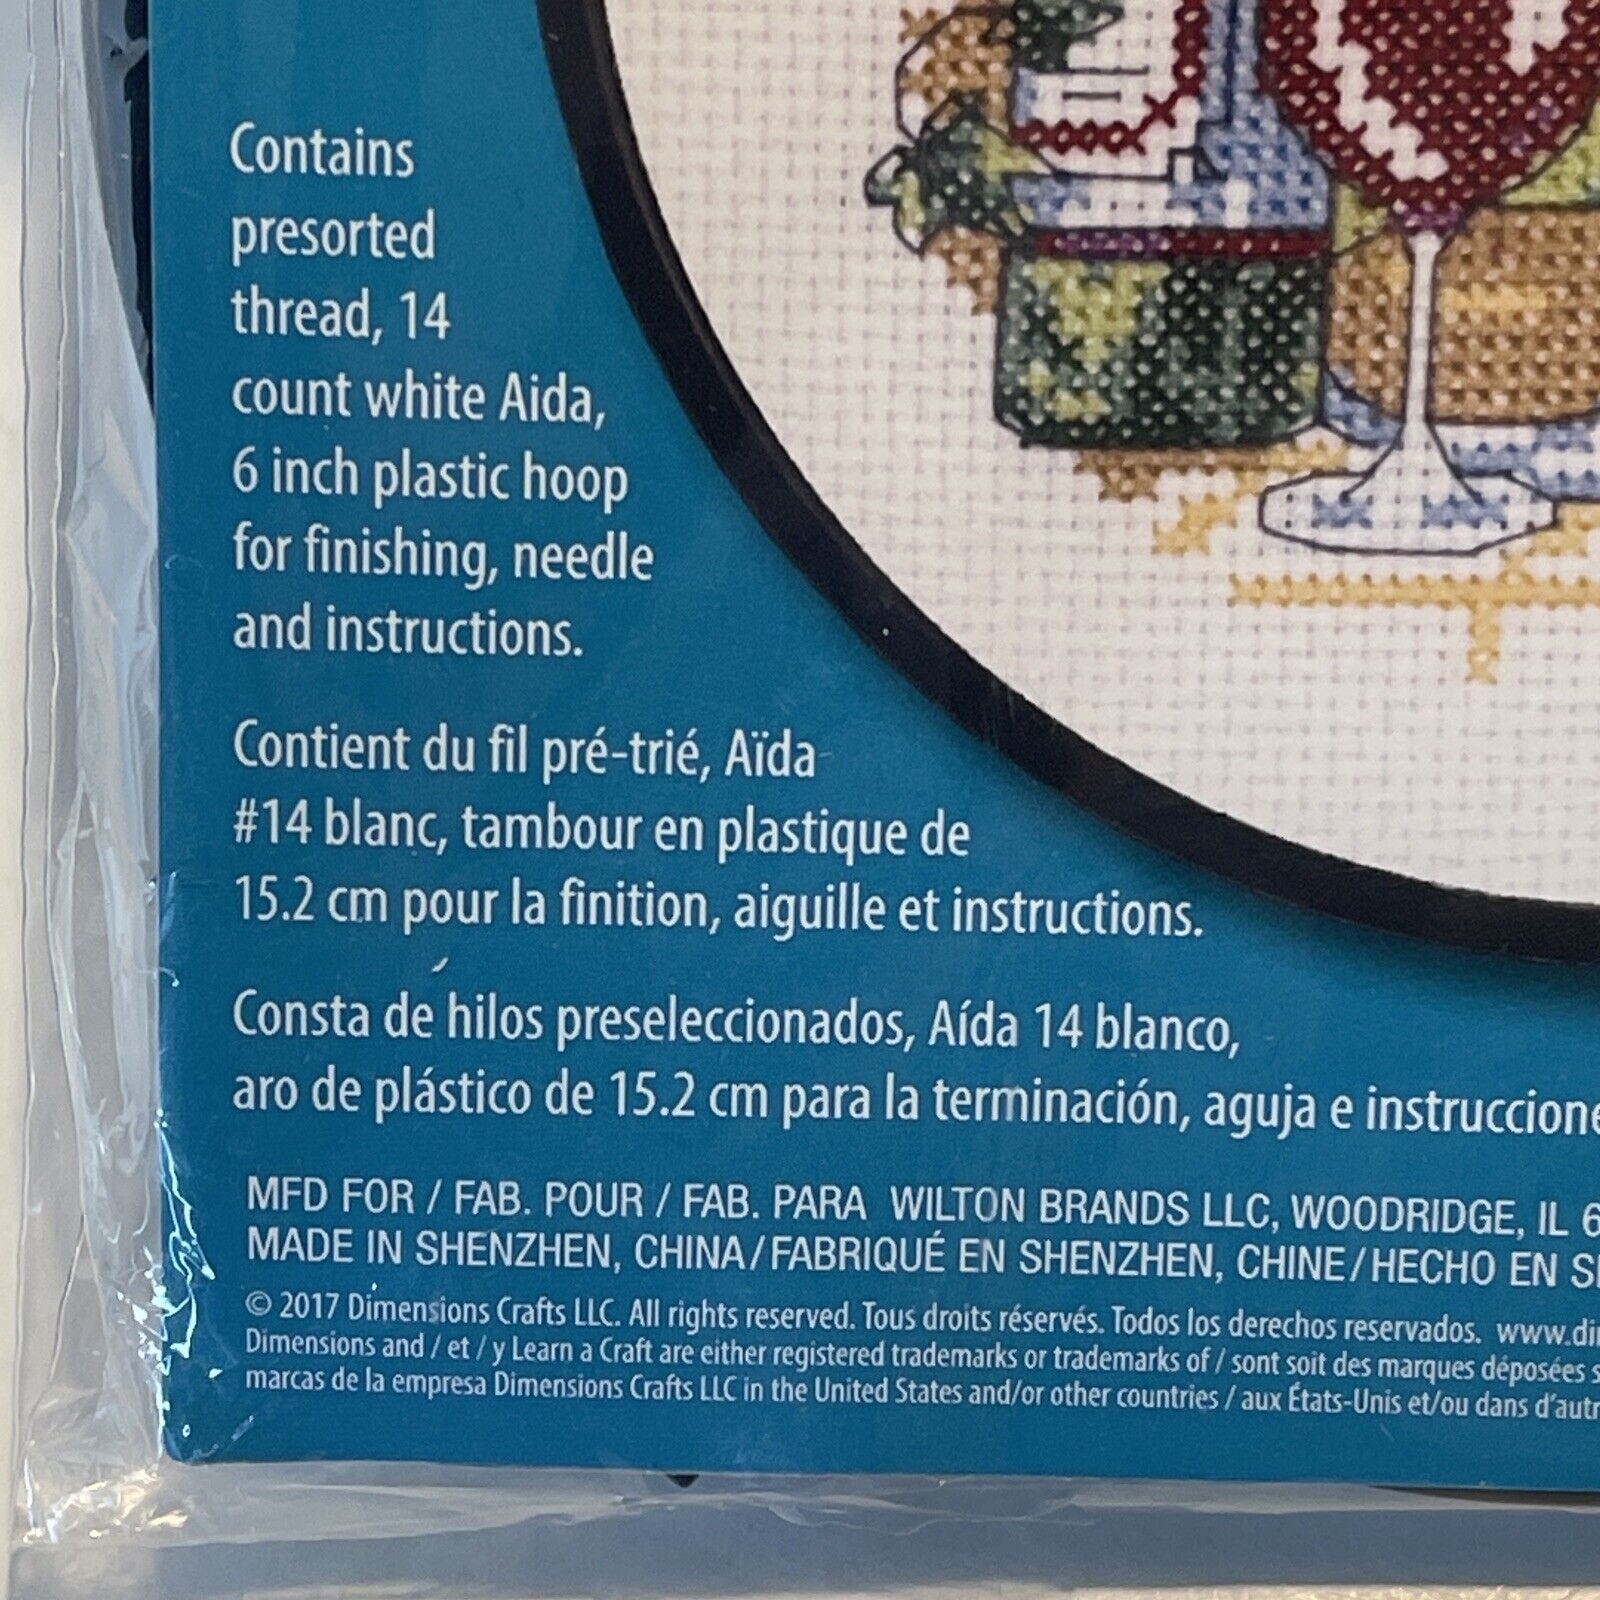 Contains
presorted
thread, 14
count white Aida,
6 inch plastic hoop
for finishing, needle
and instructions.
Contient du fil pré-trié, Aïda
#14 blanc, tambour en plastique de
15.2 cm pour la finition, aiguille et instructions.
Consta de hilos preseleccionados, Aída 14 blanco,
aro de plástico de 15.2 cm para la terminación, aguja e instruccione
MFD FOR / FAB. POUR / FAB. PARA WILTON BRANDS LLC, WOODRIDGE, IL 6
MADE IN SHENZHEN, CHINA/FABRIQUÉ EN SHENZHEN, CHINE/HECHO EN S
© 2017 Dimensions Crafts LLC. All rights reserved. Tous droits réservés. Todos los derechos reservados. www.di
Dimensions and / et / y Learn a Craft are either registered trademarks or trademarks of / sont soit des marques déposées s
marcas de la empresa Dimensions Crafts LLC in the United States and/or other countries / aux États-Unis et/ou dans d'autr